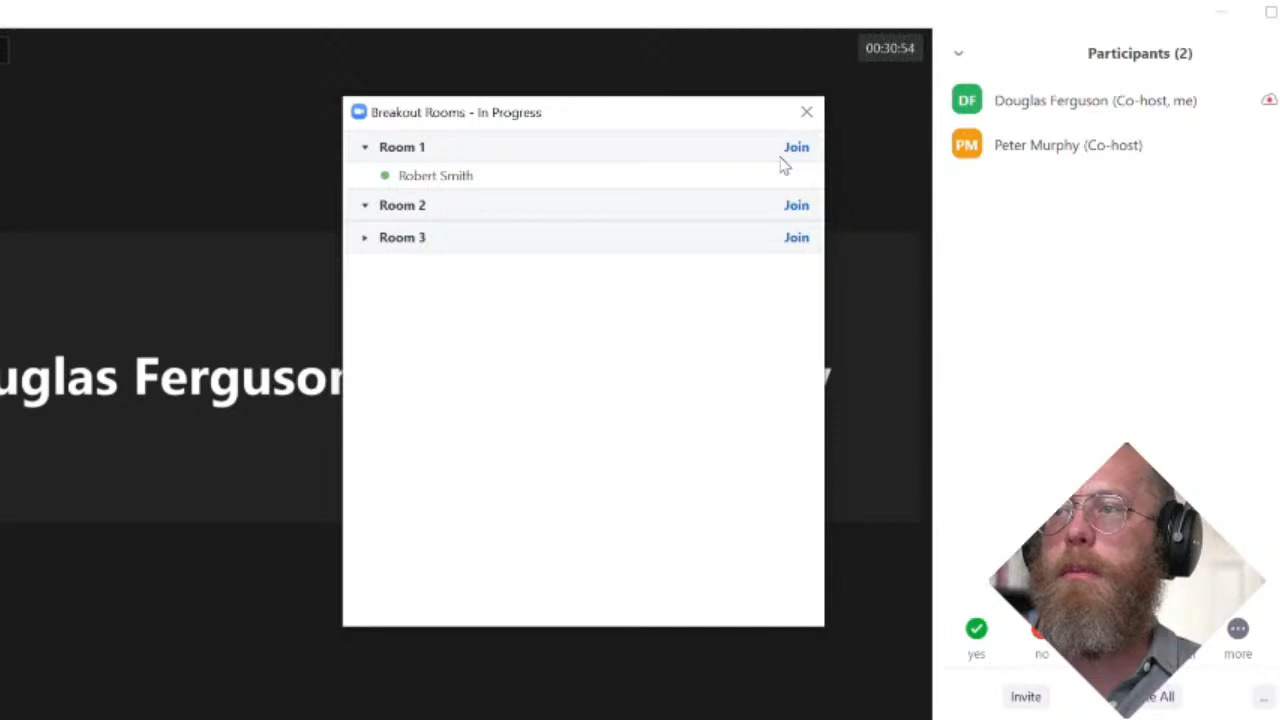 00:30:54
Participants (2)
DF Douglas Ferguson (Co-host, me)
PM Peter Murphy (Co-host)
Breakout Rooms - In Progress
Room 1 Join
Robert Smith
Room 2 Join
Room 3 Join
uglas Ferguson
yes
no
more
Invite
All
...